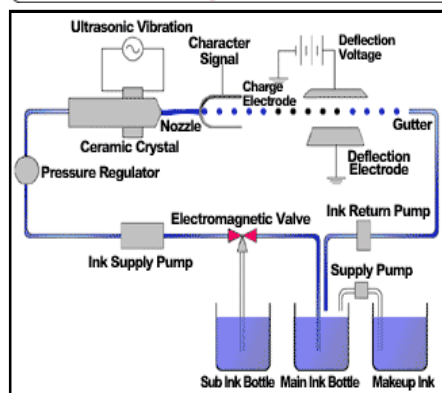 Ultrasonic Vibration
Character
Signal
Deflection
Voltage
Charge
Electrode
Nozzle
Gutter
Ceramic Crystal
Deflection
Electrode
Pressure Regulator
Electromagnetic Valve
Ink Return Pump
Ink Supply Pump
Supply Pump
Sub Ink Bottle
Main Ink Bottle
Makeup Ink